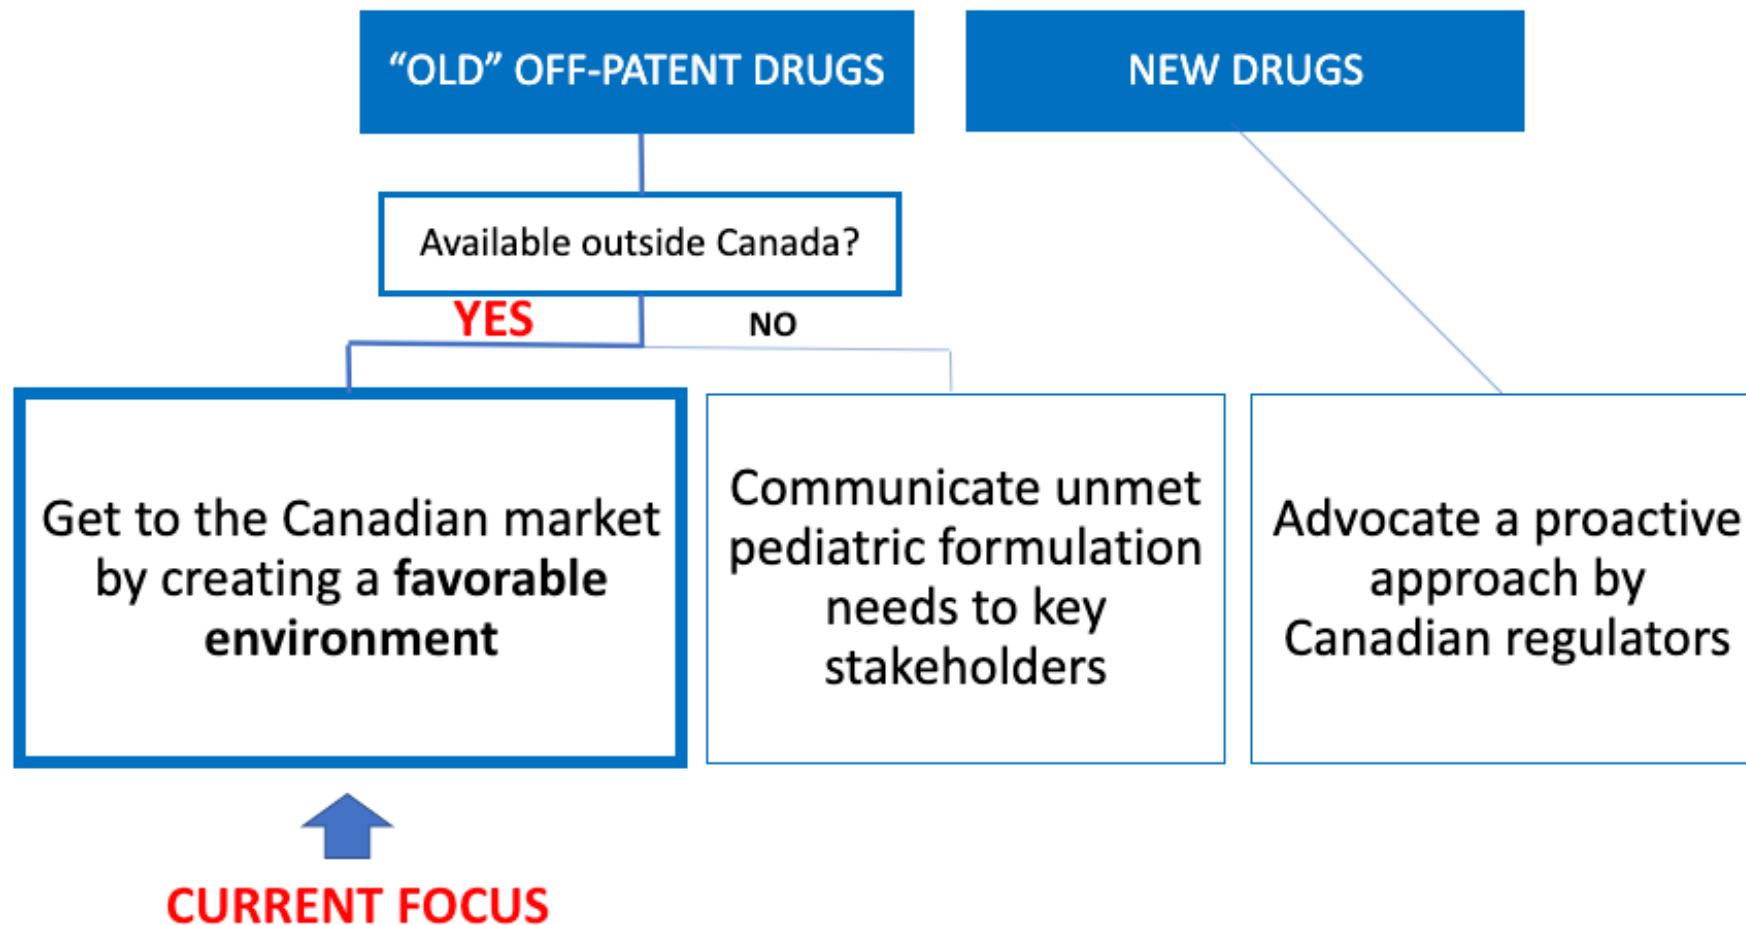 “OLD” OFF-PATENT DRUGS
NEW DRUGS
Available outside Canada?
YES
NO
Get to the Canadian market
by creating a favorable
environment
Communicate unmet
pediatric formulation
needs to key
stakeholders
Advocate a proactive
approach by
Canadian regulators
CURRENT FOCUS